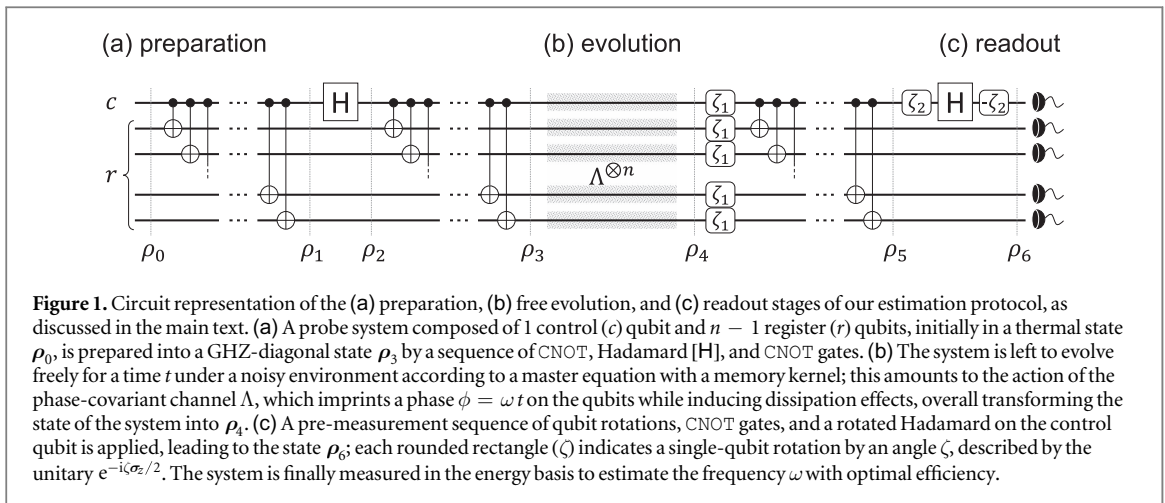 (a) preparation (b) evolution (c) readout
c H H
ζ₁ ζ₂ -ζ₂
ζ₁
r ζ₁
Λ⊗n
ζ₁
ζ₁
ρ₀ ρ₁ ρ₂ ρ₃ ρ₄ ρ₅ ρ₆
Figure 1. Circuit representation of the (a) preparation, (b) free evolution, and (c) readout stages of our estimation protocol, as
discussed in the main text. (a) A probe system composed of 1 control (c) qubit and n − 1 register (r) qubits, initially in a thermal state
ρ₀, is prepared into a GHZ-diagonal state ρ₃ by a sequence of CNOT, Hadamard [H], and CNOT gates. (b) The system is left to evolve
freely for a time t under a noisy environment according to a master equation with a memory kernel; this amounts to the action of the
phase-covariant channel Λ, which imprints a phase ϕ = ω t on the qubits while inducing dissipation effects, overall transforming the
state of the system into ρ₄. (c) A pre-measurement sequence of qubit rotations, CNOT gates, and a rotated Hadamard on the control
qubit is applied, leading to the state ρ₆; each rounded rectangle (ζ) indicates a single-qubit rotation by an angle ζ, described by the
unitary e^−iζσz/2. The system is finally measured in the energy basis to estimate the frequency ω with optimal efficiency.